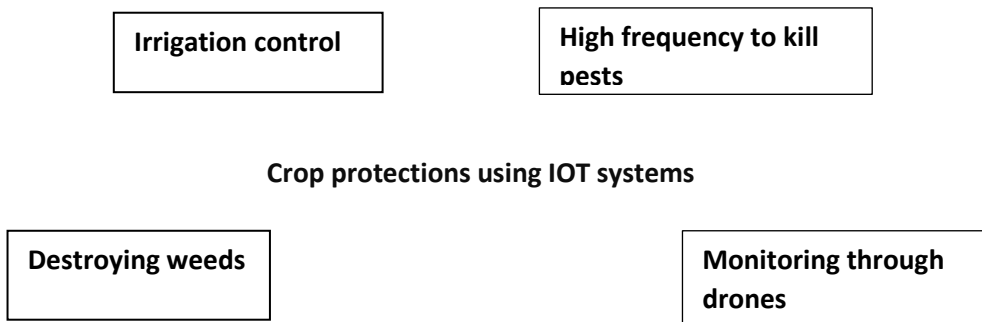 Irrigation control
High frequency to kill
pests
Crop protections using IOT systems
Destroying weeds
Monitoring through
drones